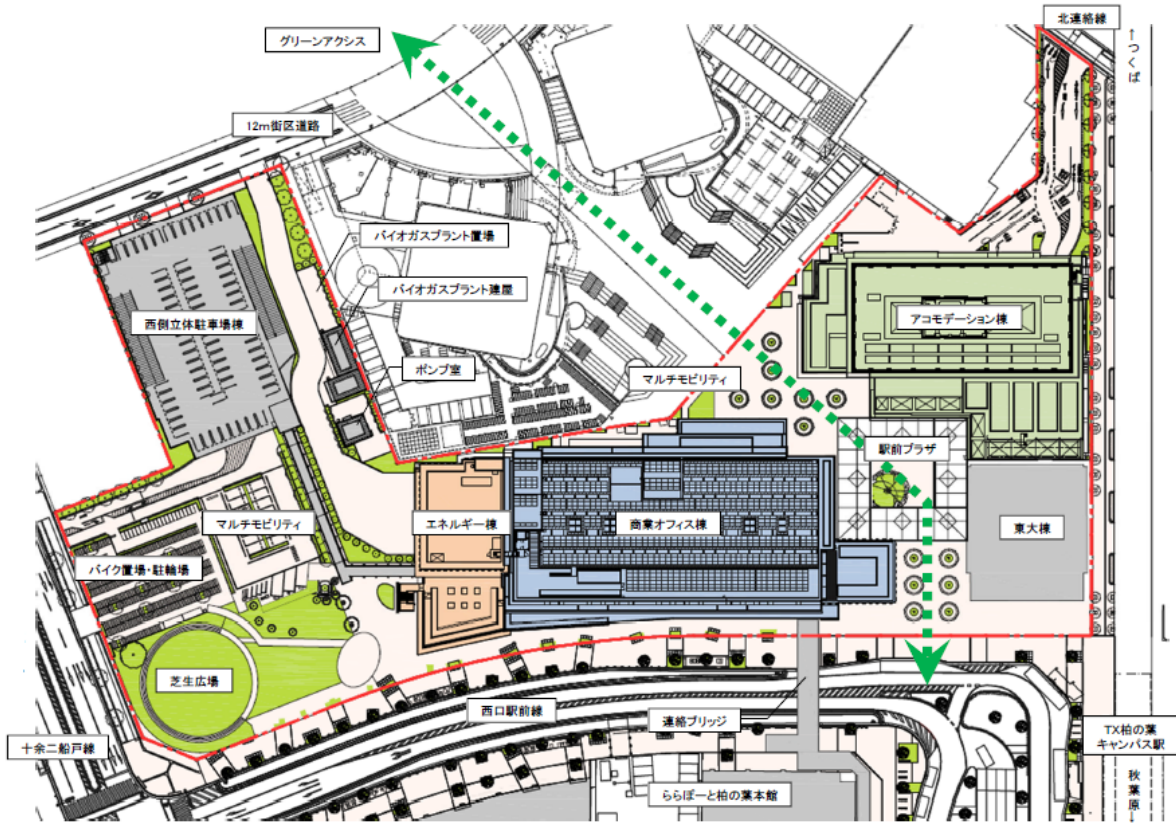 北連絡線
↑つくば
グリーンアクシス
12m街区道路
バイオガスプラント置場
バイオガスプラント建屋
西側立体駐車場棟
アコモデーション棟
ポンプ室
マルチモビリティ
駅前プラザ
マルチモビリティ
エネルギー棟
商業オフィス棟
東大棟
バイク置場・駐輪場
芝生広場
西口駅前線
連絡ブリッジ
十余二船戸線
TX柏の葉
キャンパス駅
ららぽーと柏の葉本館
秋葉原↓